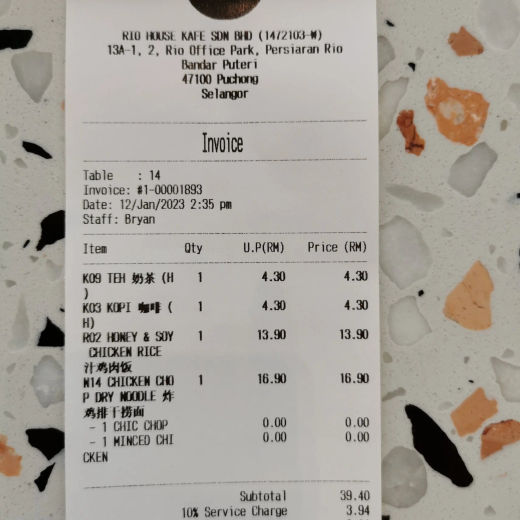 RIO HOUSE KAFE SDN BHD (1472103-W)
13A-1, 2, Rio Office Park, Persiaran Rio
Bandar Puteri
47100 Puchong
Selangor
Invoice
Table : 14
Invoice: #1-00001893
Date: 12/Jan/2023 2:35 pm
Staff: Bryan
Item Qty U.P(RM) Price (RM)
K09 TEH 奶茶 (H 1 4.30 4.30
)
K03 KOPI 咖啡 ( 1 4.30 4.30
H)
R02 HONEY & SOY 1 13.90 13.90
CHICKEN RICE
汁鸡肉饭
N14 CHICKEN CHO 1 16.90 16.90
P DRY NOODLE 炸
鸡排干捞面
- 1 CHIC CHOP 0.00 0.00
- 1 MINCED CHI 0.00 0.00
CKEN
Subtotal 39.40
10% Service Charge 3.94